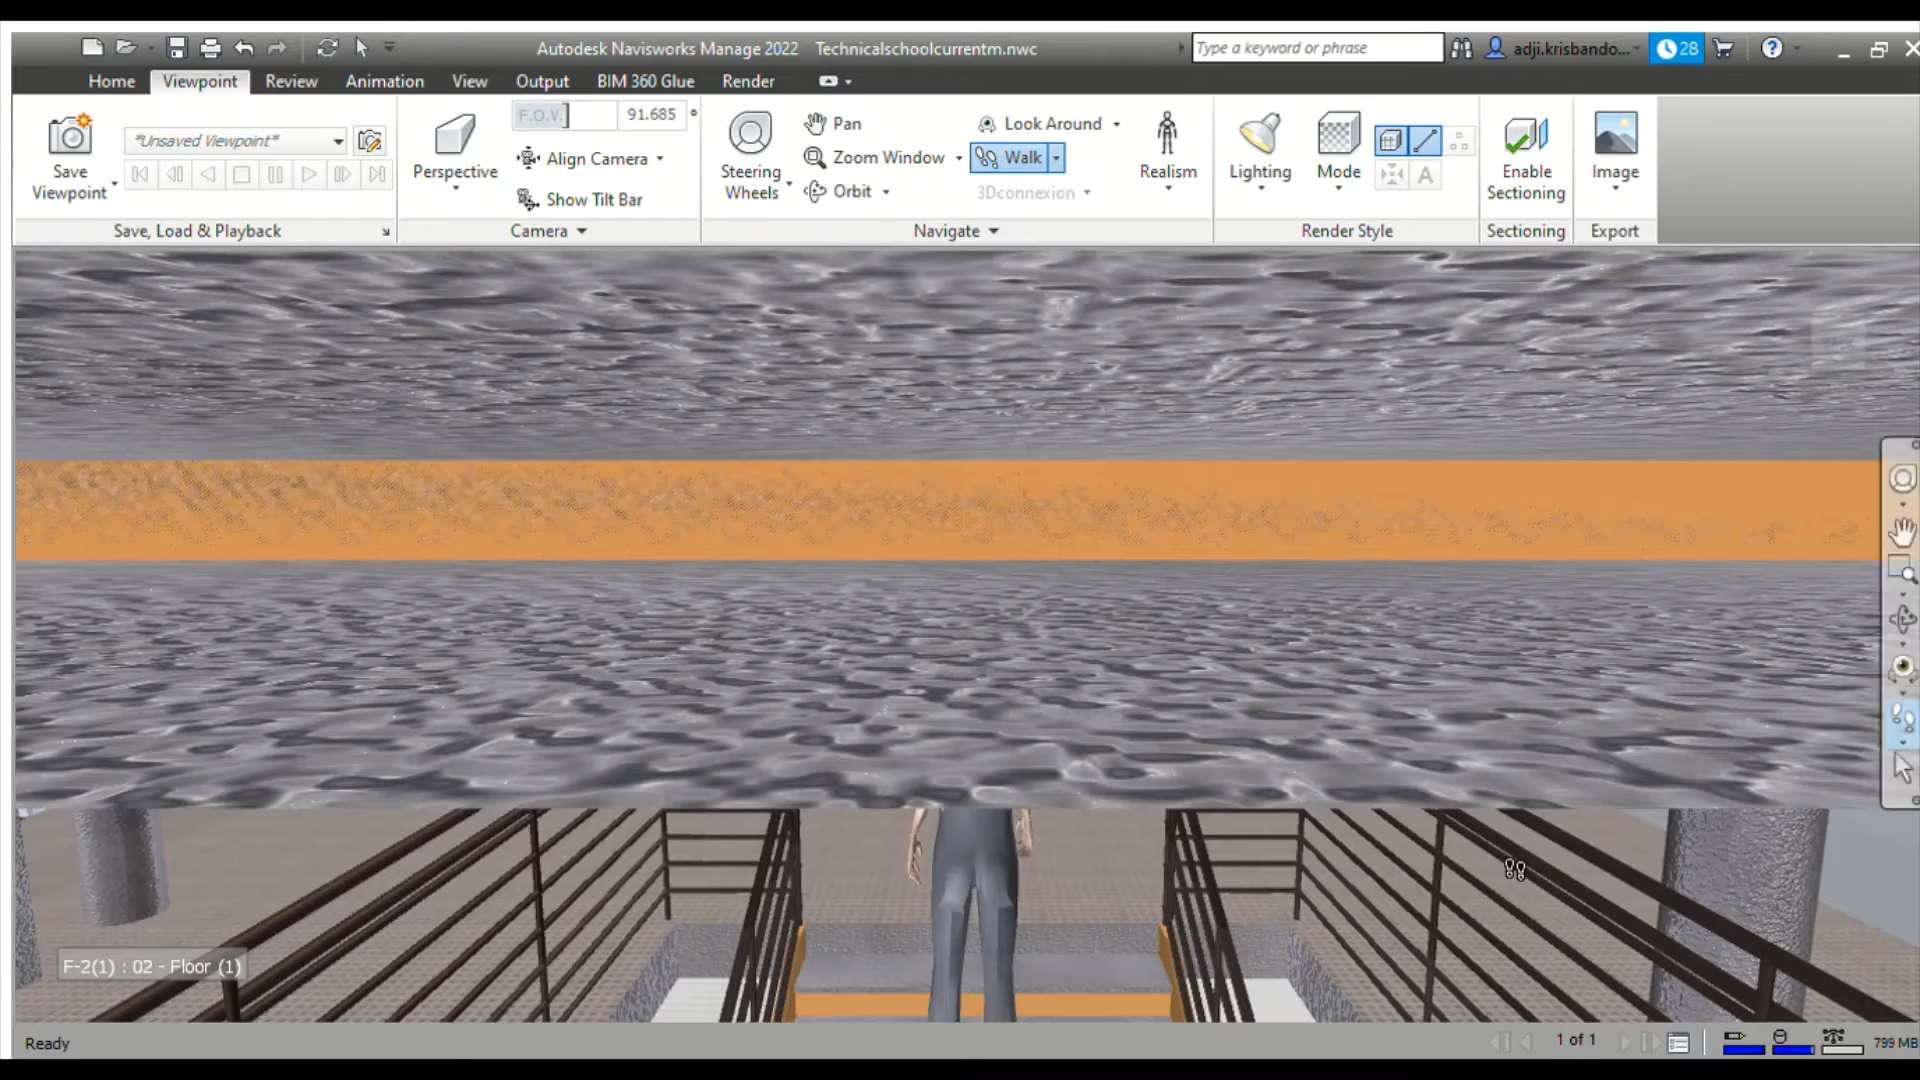 Autodesk Navisworks Manage 2022 Technicalschoolcurrentm.nwc
Type a keyword or phrase
adji.krisbando...
28
Home Viewpoint Review Animation View Output BIM 360 Glue Render
Save Viewpoint
*Unsaved Viewpoint*
Save, Load & Playback
Perspective
F.O.V.
91.685 °
Align Camera
Show Tilt Bar
Camera
Steering Wheels
Pan
Zoom Window
Orbit
Look Around
Walk
3Dconnexion
Navigate
Realism
Lighting
Mode
A
Render Style
Enable Sectioning
Sectioning
Image
Export
F-2(1) : 02 - Floor (1)
Ready
1 of 1
799 MB